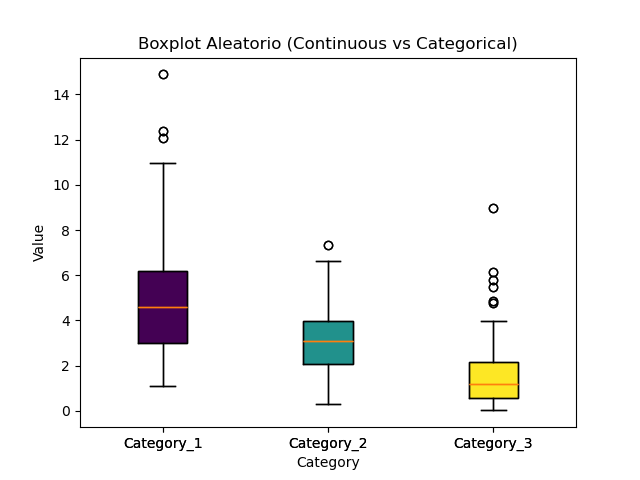 Boxplot Aleatorio (Continuous vs Categorical)
14
12
10
8
6
4
2
0
Value
Category_1
Category_2
Category_3
Category